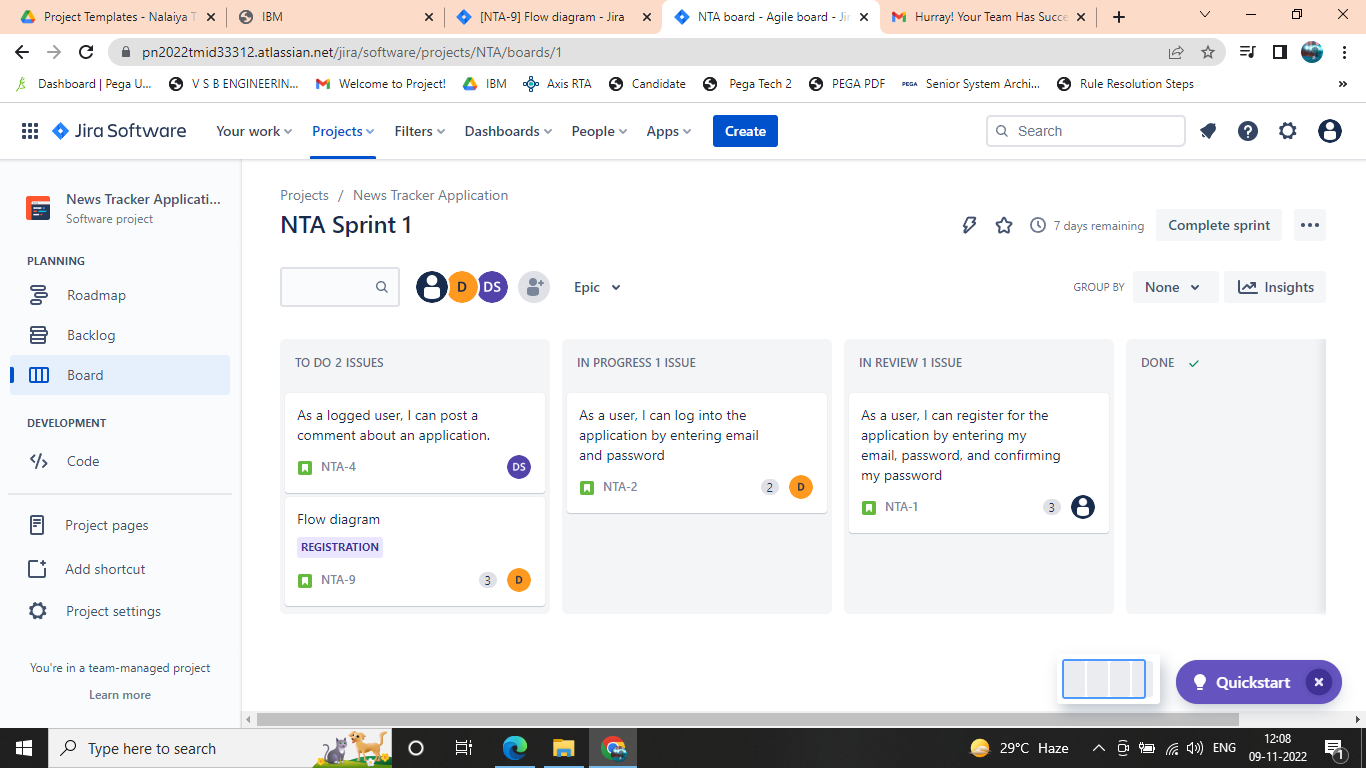 Project Templates - Nalaiya T
IBM
[NTA-9] Flow diagram - Jira
NTA board - Agile board - Jir
Hurray! Your Team Has Succe
pn2022tmid33312.atlassian.net/jira/software/projects/NTA/boards/1
Dashboard | Pega U...
V S B ENGINEERIN...
Welcome to Project!
IBM
Axis RTA
Candidate
Pega Tech 2
PEGA PDF
PEGA
Senior System Archi...
Rule Resolution Steps
»
Jira Software
Your work
Projects
Filters
Dashboards
People
Apps
Create
Search
News Tracker Applicati...
Software project
PLANNING
Roadmap
Backlog
Board
DEVELOPMENT
Code
Project pages
Add shortcut
Project settings
You're in a team-managed project
Learn more
Projects / News Tracker Application
NTA Sprint 1
7 days remaining
Complete sprint
D
DS
Epic
GROUP BY
None
Insights
TO DO 2 ISSUES
As a logged user, I can post a
comment about an application.
NTA-4
DS
Flow diagram
REGISTRATION
NTA-9
3
D
IN PROGRESS 1 ISSUE
As a user, I can log into the
application by entering email
and password
NTA-2
2
D
IN REVIEW 1 ISSUE
As a user, I can register for the
application by entering my
email, password, and confirming
my password
NTA-1
3
DONE
Quickstart
Type here to search
29°C Haze
ENG
12:08
09-11-2022
1